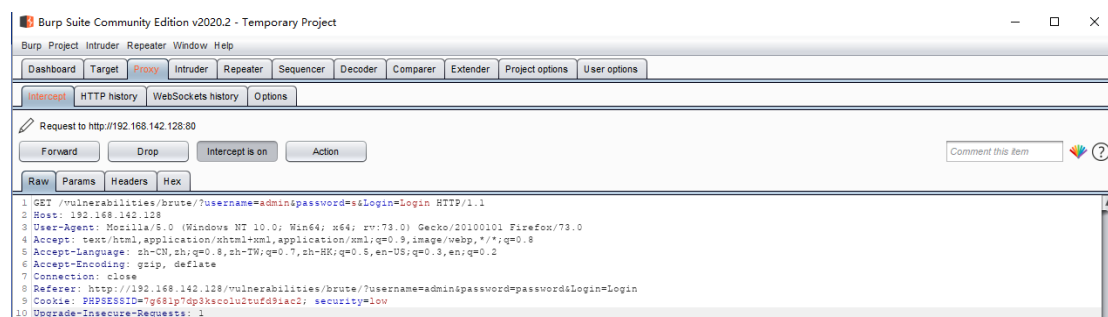 Burp Suite Community Edition v2020.2 - Temporary Project
Burp Project Intruder Repeater Window Help
Dashboard Target Proxy Intruder Repeater Sequencer Decoder Comparer Extender Project options User options
Intercept HTTP history WebSockets history Options
Request to http://192.168.142.128:80
Forward Drop Intercept is on Action Comment this item
Raw Params Headers Hex
1 GET /vulnerabilities/brute/?username=admin&password=s&Login=Login HTTP/1.1
2 Host: 192.168.142.128
3 User-Agent: Mozilla/5.0 (Windows NT 10.0; Win64; x64; rv:73.0) Gecko/20100101 Firefox/73.0
4 Accept: text/html,application/xhtml+xml,application/xml;q=0.9,image/webp,*/*;q=0.8
5 Accept-Language: zh-CN,zh;q=0.8,zh-TW;q=0.7,zh-HK;q=0.5,en-US;q=0.3,en;q=0.2
6 Accept-Encoding: gzip, deflate
7 Connection: close
8 Referer: http://192.168.142.128/vulnerabilities/brute/?username=admin&password=password&Login=Login
9 Cookie: PHPSESSID=7g681p7dp3kscolu2tufd9iac2; security=low
10 Upgrade-Insecure-Requests: 1